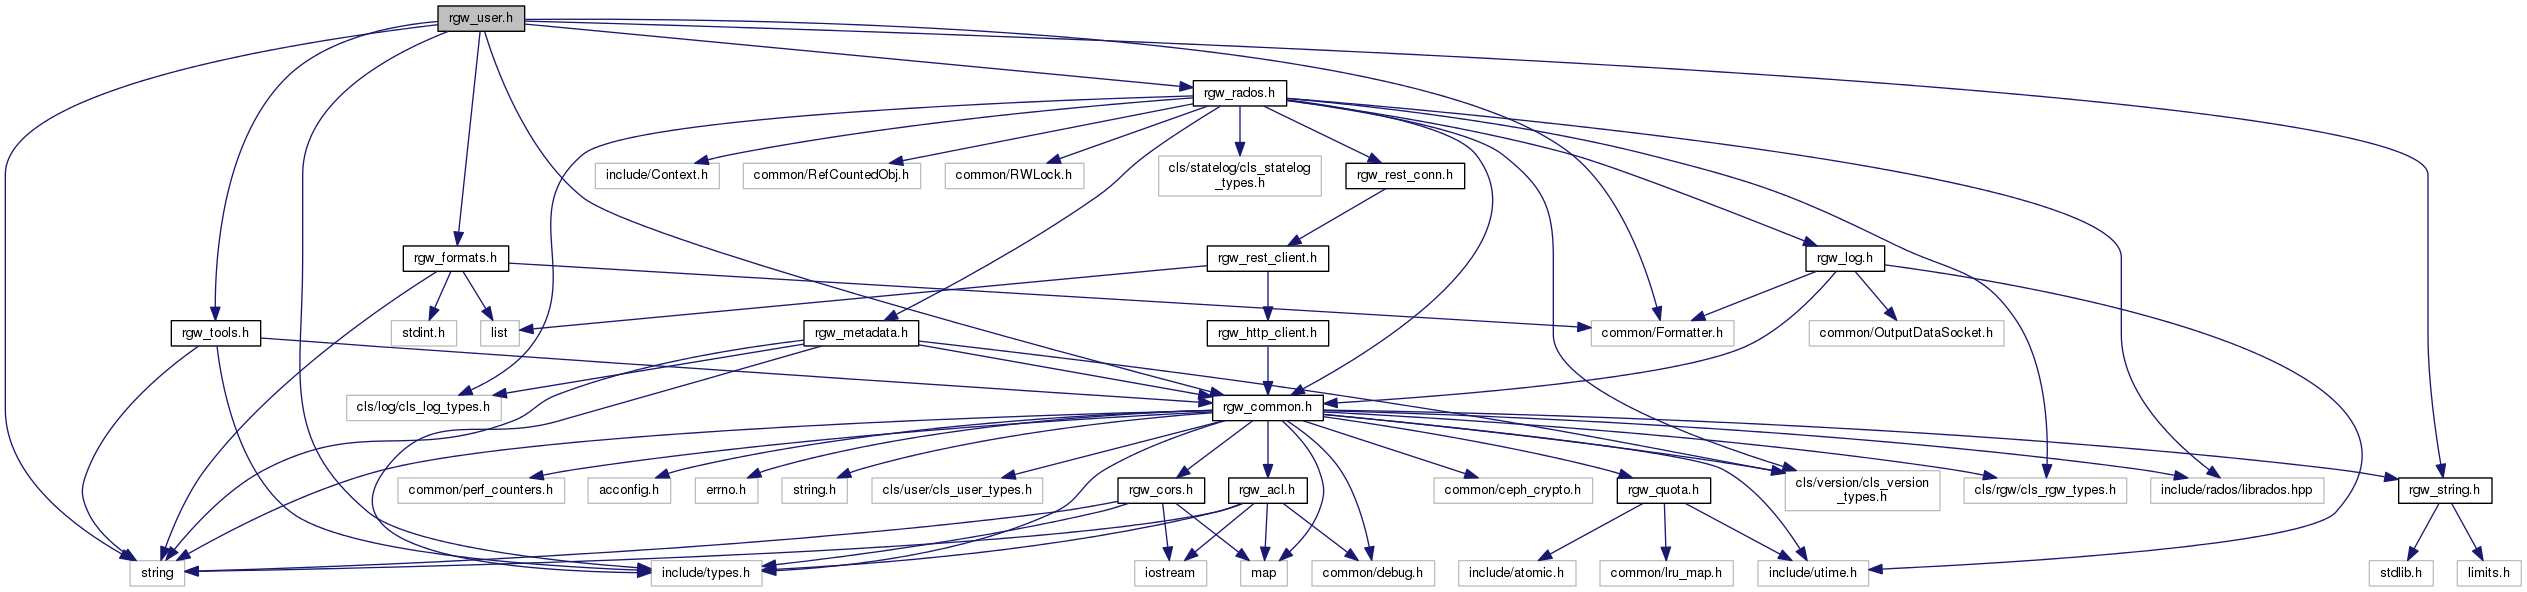 rgw_user.h
rgw_rados.h
include/Context.h
common/RefCountedObj.h
common/RWLock.h
cls/statelog/cls_statelog
_types.h
rgw_rest_conn.h
rgw_formats.h
rgw_rest_client.h
rgw_log.h
rgw_tools.h
stdint.h
list
rgw_metadata.h
rgw_http_client.h
common/Formatter.h
common/OutputDataSocket.h
cls/log/cls_log_types.h
rgw_common.h
common/perf_counters.h
acconfig.h
errno.h
string.h
cls/user/cls_user_types.h
rgw_cors.h
rgw_acl.h
common/ceph_crypto.h
rgw_quota.h
cls/version/cls_version
_types.h
cls/rgw/cls_rgw_types.h
include/rados/librados.hpp
rgw_string.h
string
include/types.h
iostream
map
common/debug.h
include/atomic.h
common/lru_map.h
include/utime.h
stdlib.h
limits.h